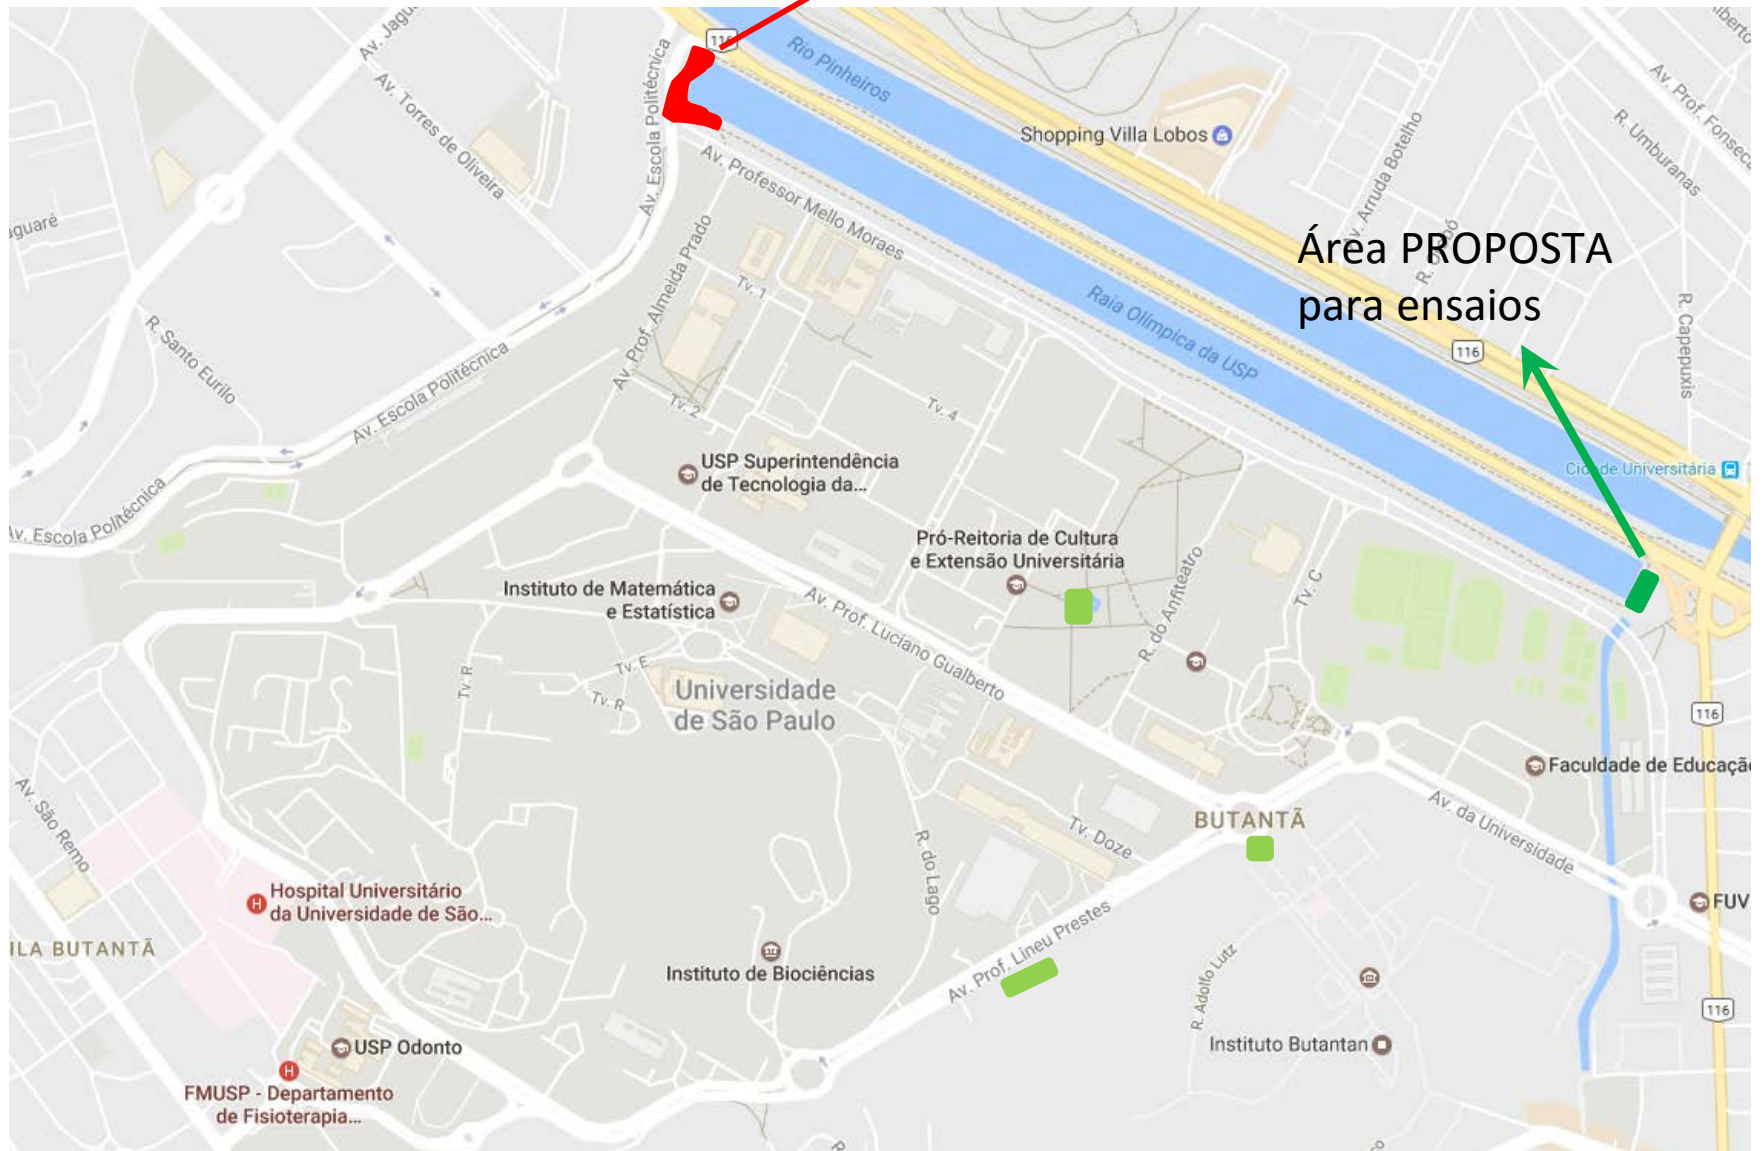 116
Av. Jagu
Av. Torres de Oliveira
Av. Escola Politécnica
Rio Pinheiros
Shopping Villa Lobos
Av. Arruda Botelho
Av. Prof. Fonseca
R. Umburanas
Av. Professor Mello Moraes
Área PROPOSTA
para ensaios
aguaré
Av. Prof. Almeida Prado
Tv. 1
Raia Olímpica da USP
116
R. Capepuxis
R. Santo Eurilo
Av. Escola Politécnica
Tv. 2
Tv. 4
USP Superintendência
de Tecnologia da...
Cidade Universitária
Av. Escola Politécnica
Pró-Reitoria de Cultura
e Extensão Universitária
R. do Anfiteatro
Tv. C
Instituto de Matemática
e Estatística
Av. Prof. Luciano Gualberto
Tv. E
Tv. R
Tv. R
Universidade
de São Paulo
116
Faculdade de Educação
Av. São Remo
BUTANTÃ
Av. da Universidade
Tv. Doze
R. do Lago
Hospital Universitário
da Universidade de São...
FUV
ILA BUTANTÃ
Instituto de Biociências
Av. Prof. Lineu Prestes
R. Adolfo Lutz
116
USP Odonto
Instituto Butantan
FMUSP - Departamento
de Fisioterapia...